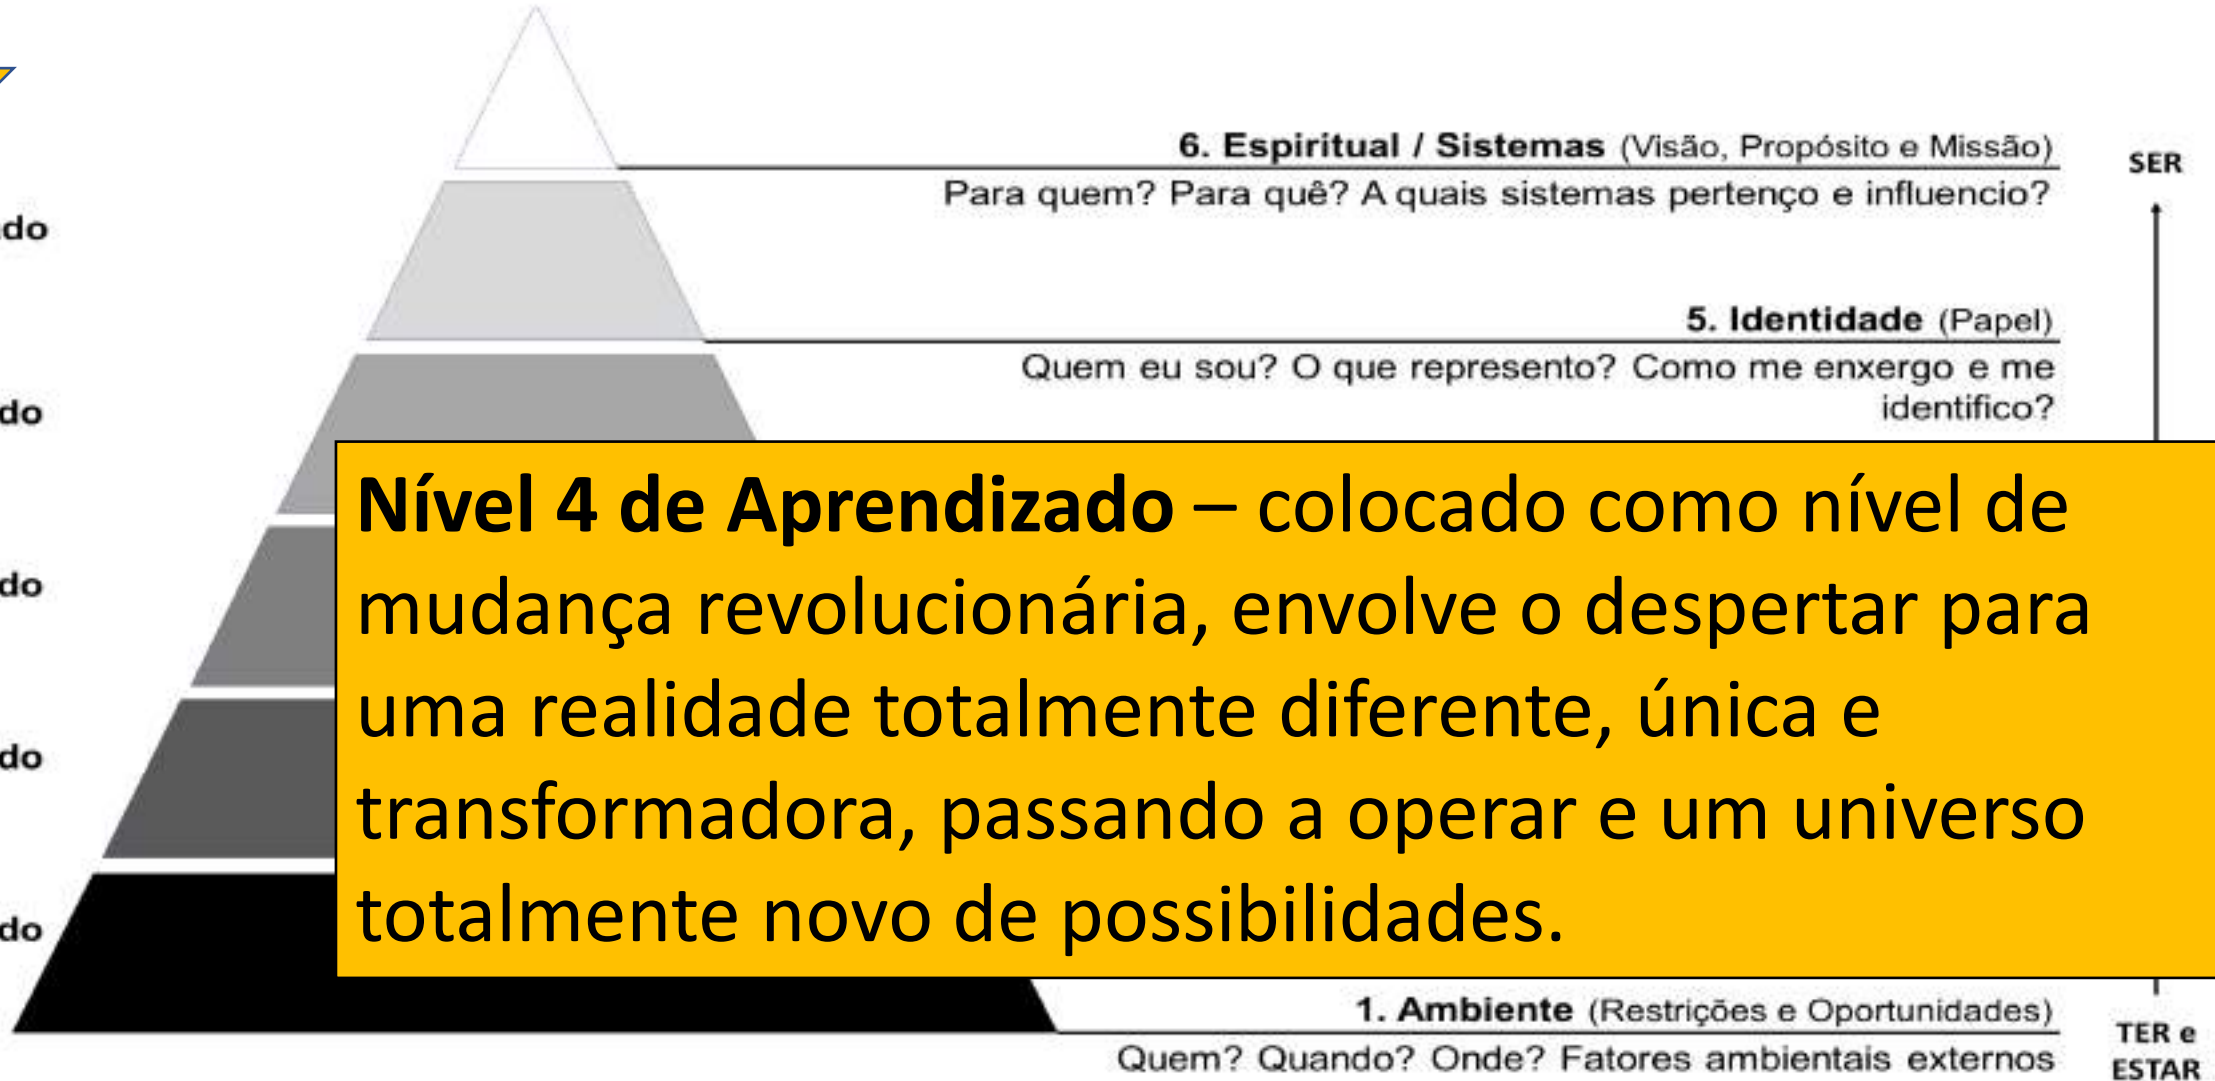 6. Espiritual / Sistemas (Visão, Propósito e Missão)
SER
Para quem? Para quê? A quais sistemas pertenço e influencio?
do
5. Identidade (Papel)
Quem eu sou? O que represento? Como me enxergo e me
identifico?
do
Nível 4 de Aprendizado – colocado como nível de
mudança revolucionária, envolve o despertar para
do
uma realidade totalmente diferente, única e
do
transformadora, passando a operar e um universo
totalmente novo de possibilidades.
do
1. Ambiente (Restrições e Oportunidades)
TER e
ESTAR
Quem? Quando? Onde? Fatores ambientais externos